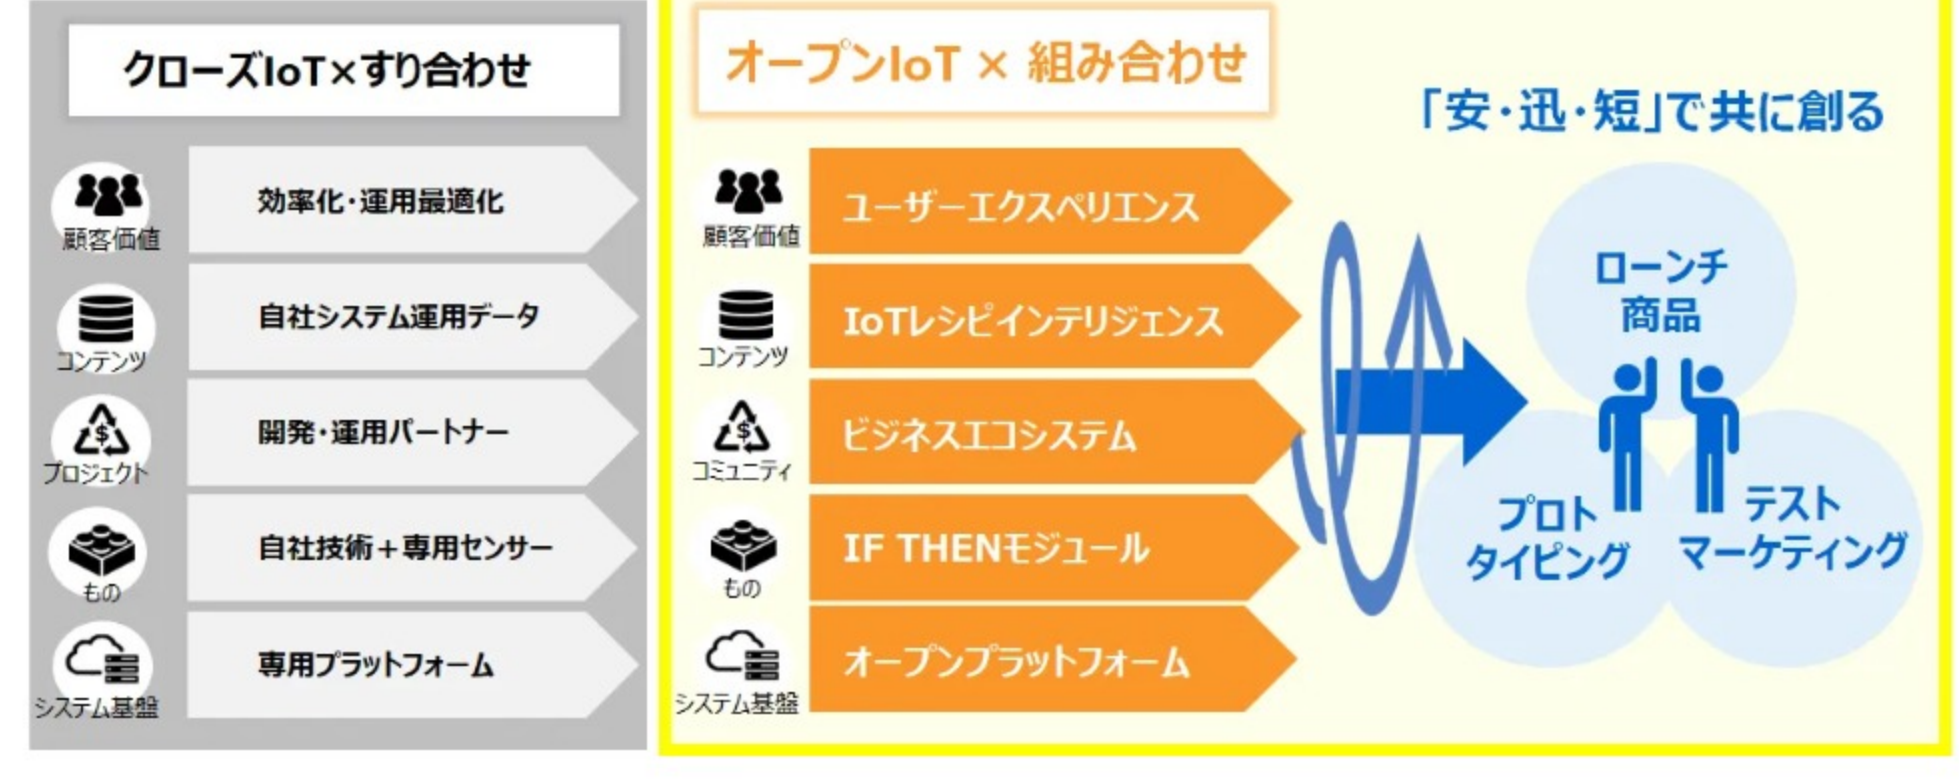 クローズIoT×すり合わせ
顧客価値
効率化・運用最適化
コンテンツ
自社システム運用データ
$
プロジェクト
開発・運用パートナー
もの
自社技術＋専用センサー
システム基盤
専用プラットフォーム
オープンIoT × 組み合わせ
顧客価値
ユーザーエクスペリエンス
コンテンツ
IoTレシピインテリジェンス
$
コミュニティ
ビジネスエコシステム
もの
IF THENモジュール
システム基盤
オープンプラットフォーム
「安・迅・短」で共に創る
ローンチ
商品
プロト
タイピング
テスト
マーケティング